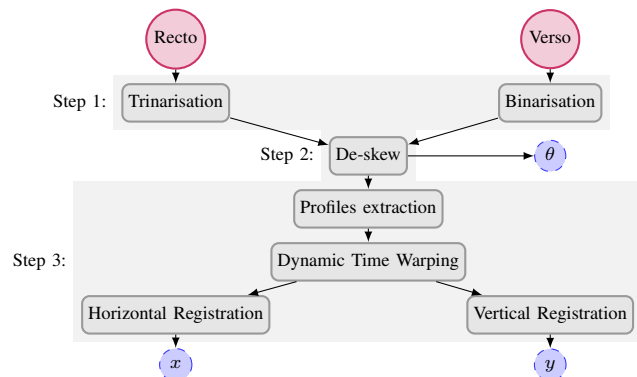 Recto
Verso
Step 1:
Trinarisation
Binarisation
Step 2:
De-skew
θ
Profiles extraction
Step 3:
Dynamic Time Warping
Horizontal Registration
Vertical Registration
x
y